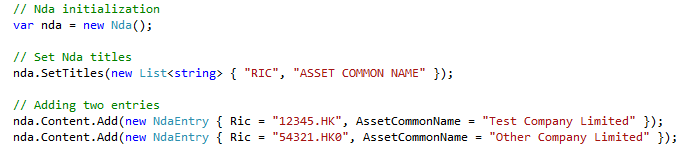 // Nda initialization
var nda = new Nda();
// Set Nda titles
nda.SetTitles(new List<string> { "RIC", "ASSET COMMON NAME" });
// Adding two entries
nda.Content.Add(new NdaEntry { Ric = "12345.HK", AssetCommonName = "Test Company Limited" });
nda.Content.Add(new NdaEntry { Ric = "54321.HK0", AssetCommonName = "Other Company Limited" });